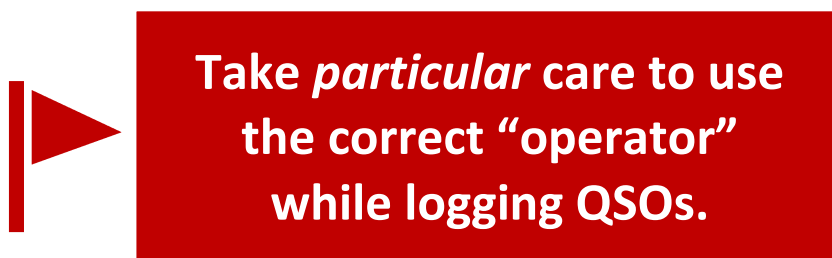 Take particular care to use
the correct “operator”
while logging QSOs.